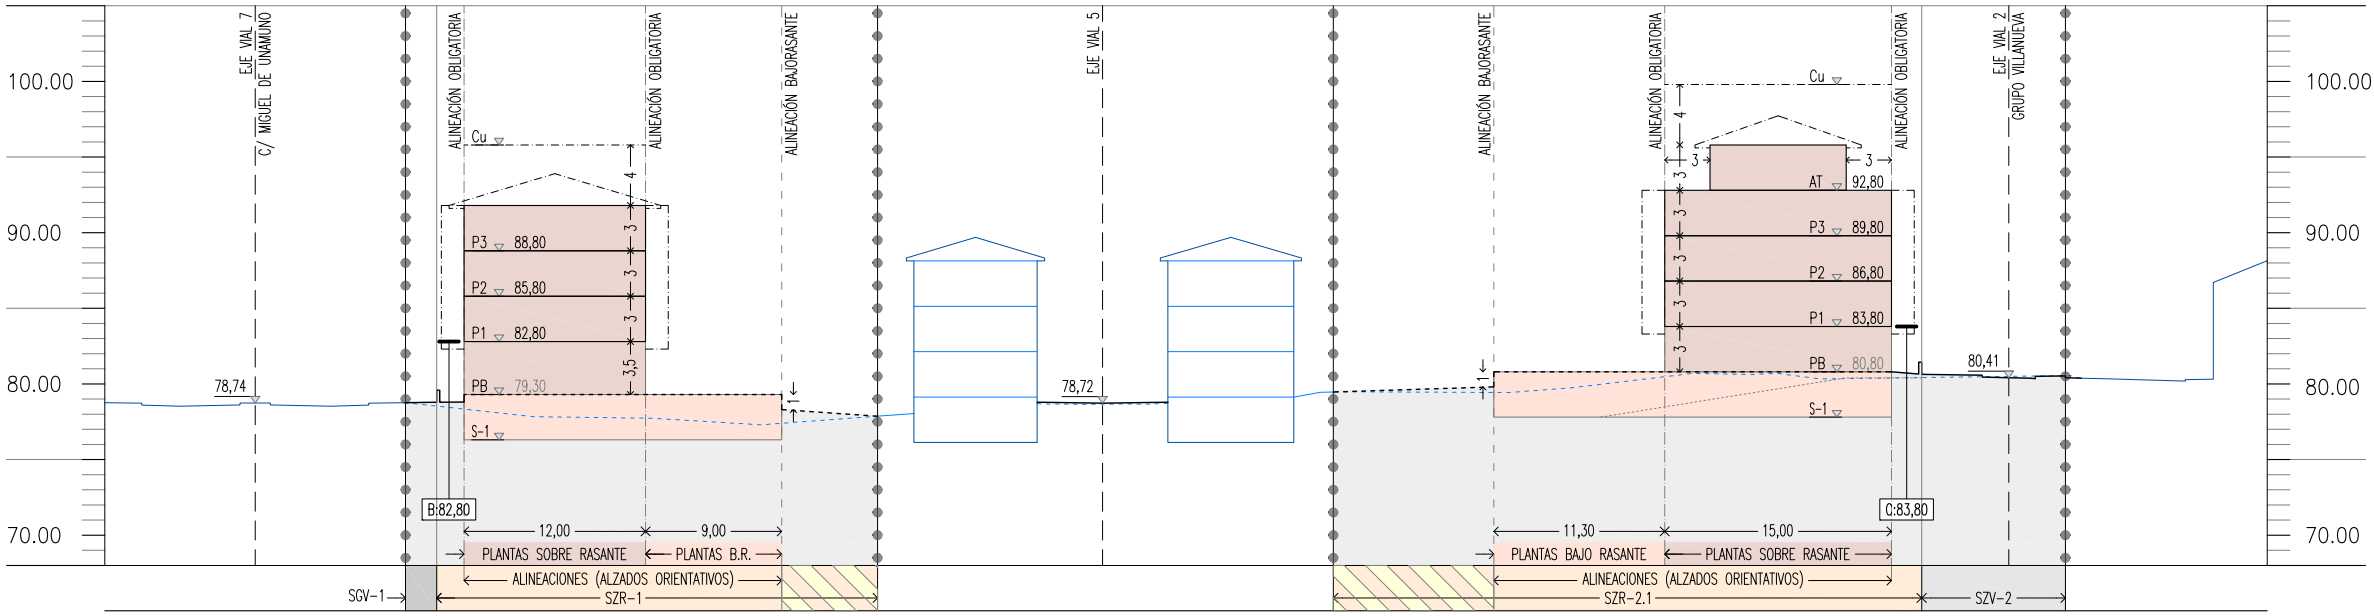 EJE VIAL 7
C/ MIGUEL DE UNAMUNO
ALINEACIÓN OBLIGATORIA
ALINEACIÓN OBLIGATORIA
ALINEACIÓN BAJORASANTE
EJE VIAL 5
ALINEACIÓN BAJORASANTE
ALINEACIÓN OBLIGATORIA
ALINEACIÓN OBLIGATORIA
EJE VIAL 2
GRUPO VILLANUEVA
100.00
90.00
80.00
70.00
100.00
90.00
80.00
70.00
Cu
4
3
P3 88,80
3
P2 85,80
3
P1 82,80
3,5
PB 79,30
1
S-1
78,74
B:82,80
12,00
9,00
PLANTAS SOBRE RASANTE
PLANTAS B.R.
ALINEACIONES (ALZADOS ORIENTATIVOS)
SGV-1
SZR-1
78,72
Cu
4
3
3
3
AT 92,80
3
P3 89,80
3
P2 86,80
3
P1 83,80
3
PB 80,80
1
S-1
80,41
Q:83,80
11,30
15,00
PLANTAS BAJO RASANTE
PLANTAS SOBRE RASANTE
ALINEACIONES (ALZADOS ORIENTATIVOS)
SZR-2.1
SZV-2